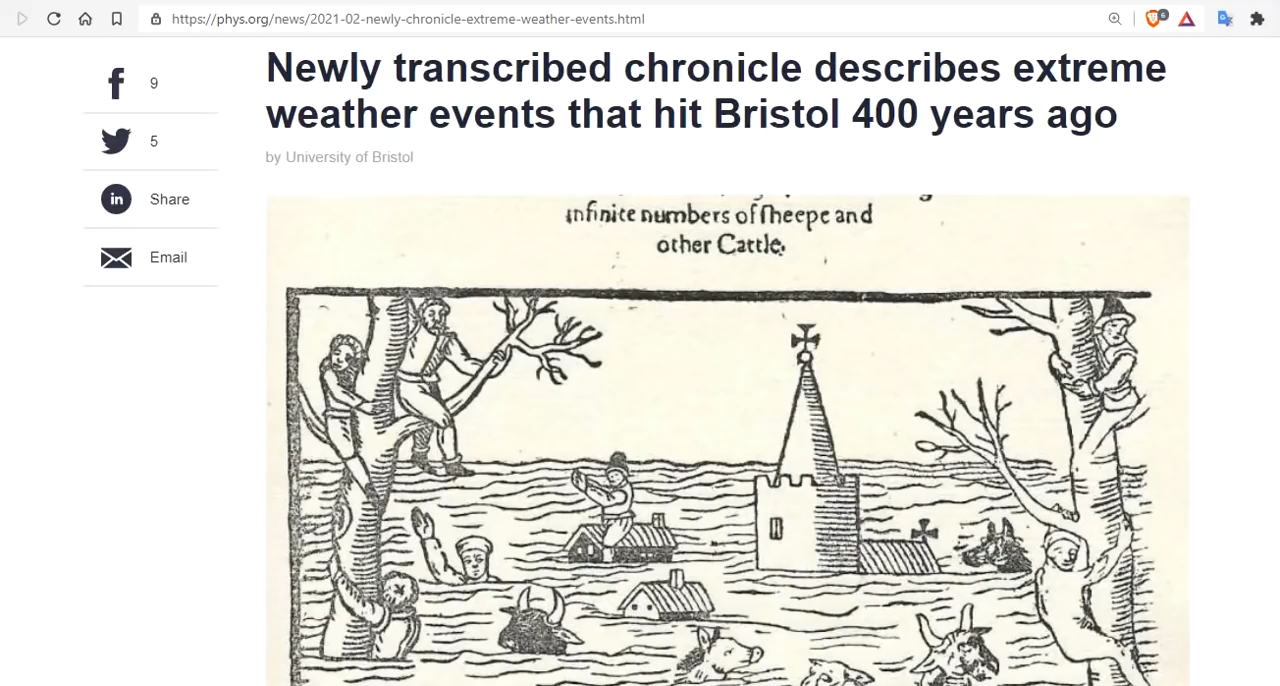 https://phys.org/news/2021-02-newly-chronicle-extreme-weather-events.html
6
Newly transcribed chronicle describes extreme
weather events that hit Bristol 400 years ago
by University of Bristol
9
5
in Share
Email
infinite numbers of ſheepe and
other Cattle.